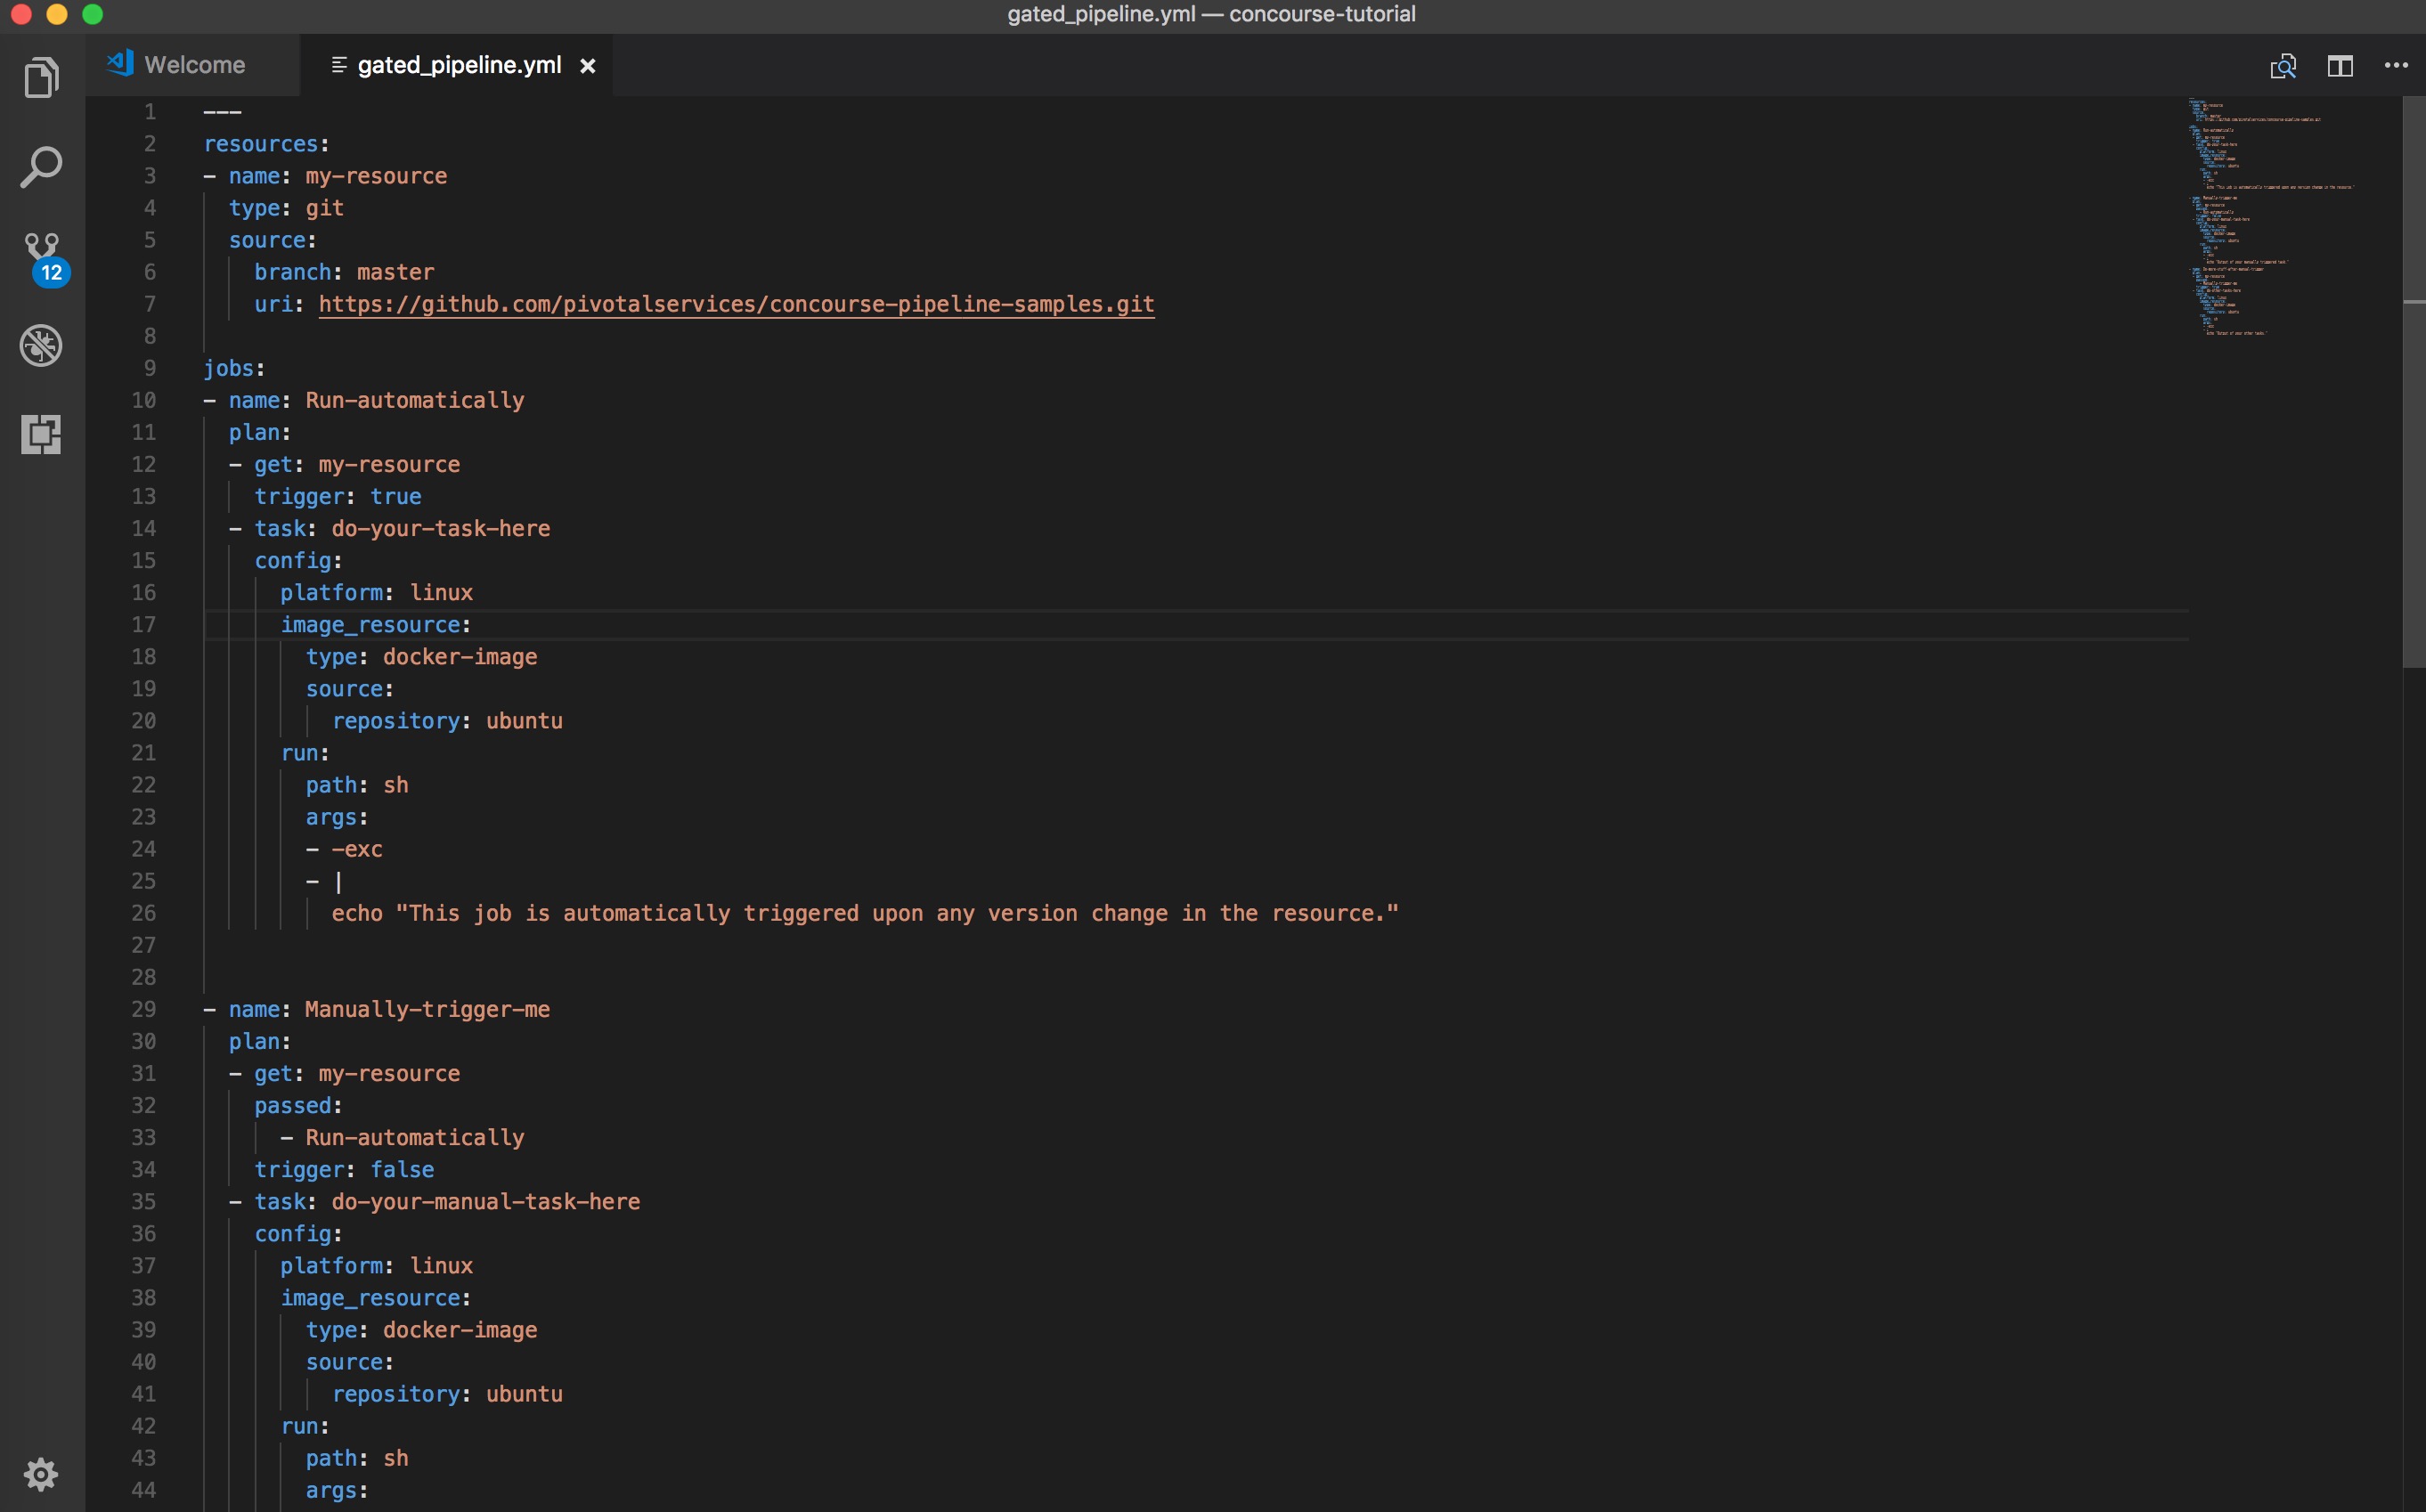 gated_pipeline.yml — concourse-tutorial
Welcome
gated_pipeline.yml
12
1 ---
2 resources:
3 - name: my-resource
4   type: git
5   source:
6     branch: master
7     uri: https://github.com/pivotalservices/concourse-pipeline-samples.git
8
9 jobs:
10 - name: Run-automatically
11   plan:
12   - get: my-resource
13     trigger: true
14   - task: do-your-task-here
15     config:
16       platform: linux
17       image_resource:
18         type: docker-image
19         source:
20           repository: ubuntu
21       run:
22         path: sh
23         args:
24         - -exc
25         - |
26           echo "This job is automatically triggered upon any version change in the resource."
27
28
29 - name: Manually-trigger-me
30   plan:
31   - get: my-resource
32     passed:
33       - Run-automatically
34     trigger: false
35   - task: do-your-manual-task-here
36     config:
37       platform: linux
38       image_resource:
39         type: docker-image
40         source:
41           repository: ubuntu
42       run:
43         path: sh
44         args: